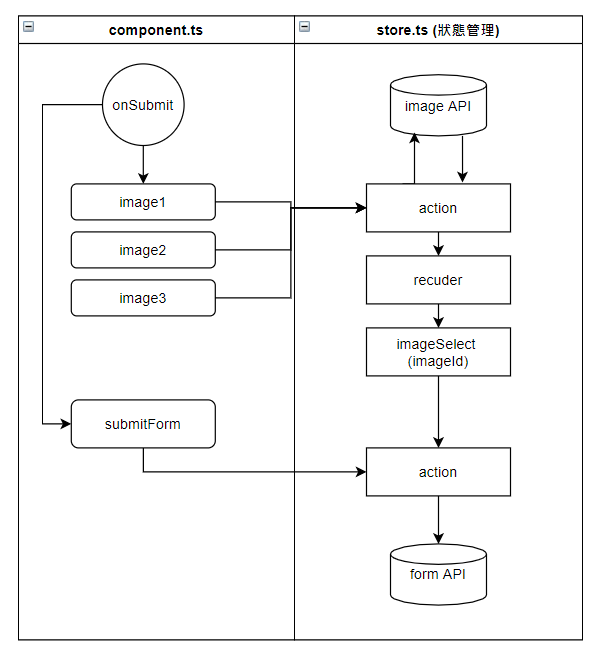 component.ts
store.ts (狀態管理)
onSubmit
image1
image2
image3
submitForm
image API
action
recuder
imageSelect
(imageId)
action
form API